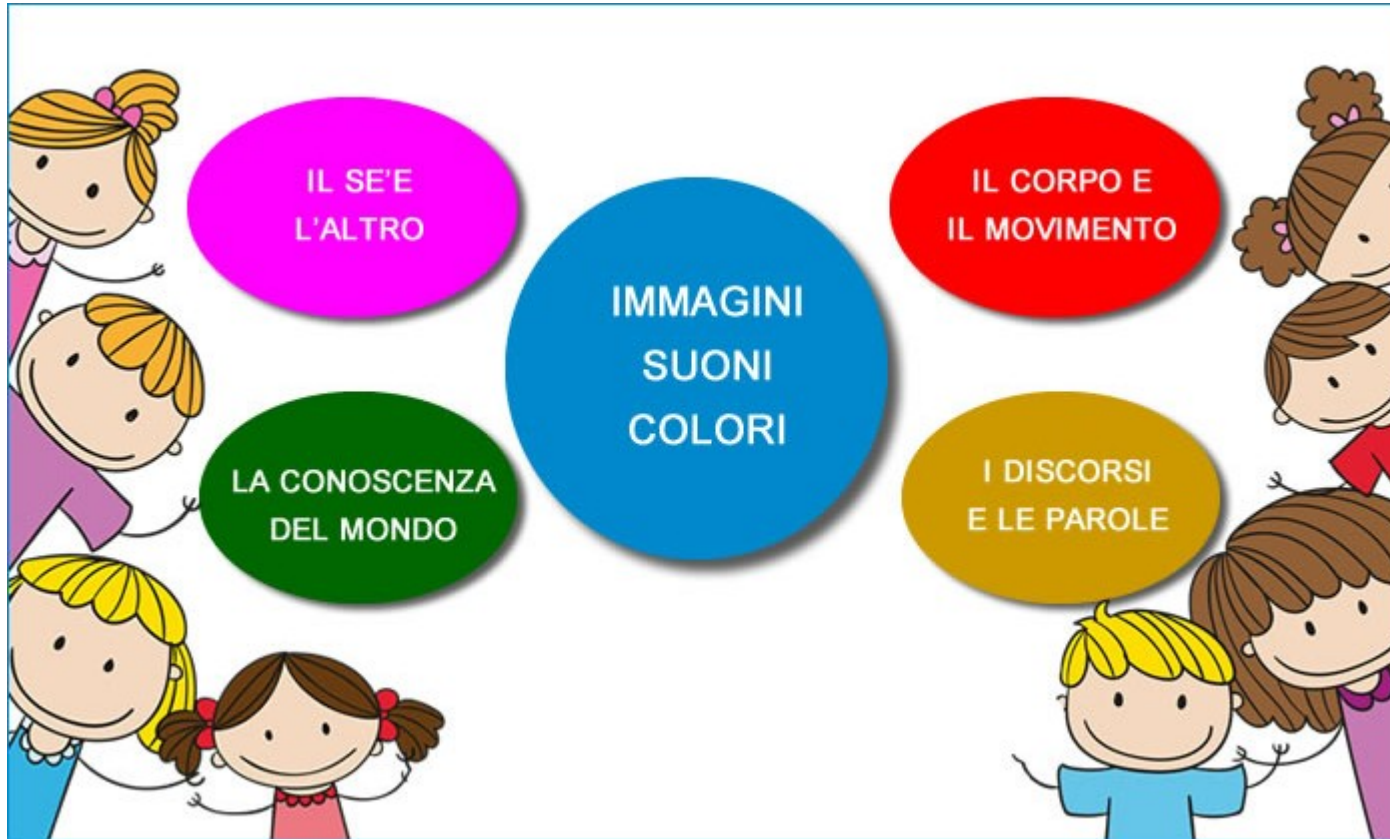 IL SE'E
L'ALTRO
LA CONOSCENZA
DEL MONDO
IMMAGINI
SUONI
COLORI
IL CORPO E
IL MOVIMENTO
I DISCORSI
E LE PAROLE